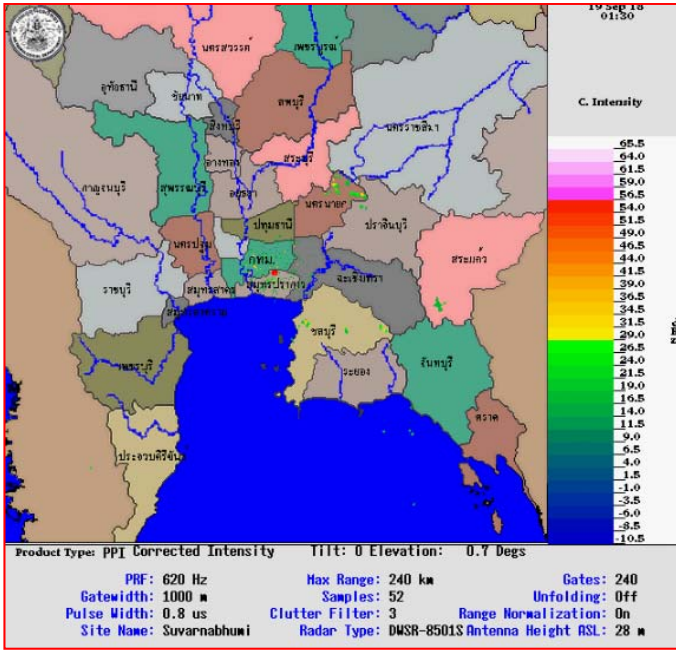 19 Sep 18
01:30
C. Intensity
นครสวรรค์
เพชรบูรณ์
อุทัยธานี
ชัยนาท
ลพบุรี
สิงห์บุรี
นครราชสีมา
อ่างทอง
สระบุรี
กาญจนบุรี
สุพรรณบุรี
อยุธยา
นครนายก
ปราจีนบุรี
ปทุมธานี
นครปฐม
สระแก้ว
กทม.
ฉะเชิงเทรา
ราชบุรี
สมุทรสาคร
สมุทรปราการ
ชลบุรี
เพชรบุรี
ระยอง
จันทบุรี
ตราด
ประจวบคีรีขันธ์
65.5
64.0
61.5
59.0
56.5
54.0
51.5
49.0
46.5
44.0
41.5
39.0
36.5
34.0
31.5
29.0
26.5
24.0
21.5
19.0
16.5
14.0
11.5
9.0
6.5
4.0
1.5
-1.0
-3.5
-6.0
-8.5
-10.5
Product Type: PPI Corrected Intensity Tilt: 0 Elevation: 0.7 Degs
PRF: 620 Hz Max Range: 240 km Gates: 240
Gatewidth: 1000 m Samples: 52 Unfolding: Off
Pulse Width: 0.8 us Clutter Filter: 3 Range Normalization: On
Site Name: Suvarnabhumi Radar Type: DWSR-8501S Antenna Height ASL: 28 m